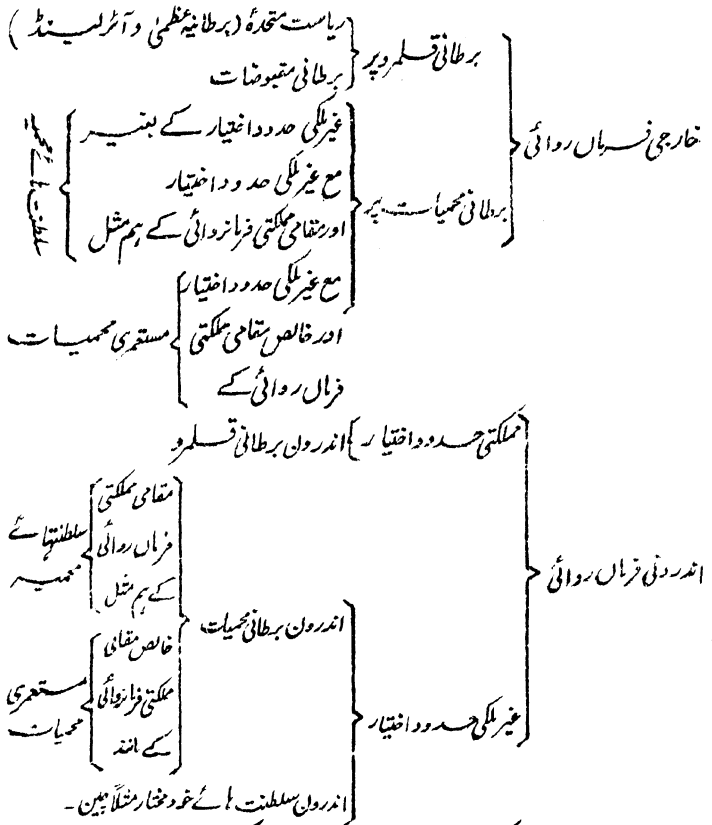 خارجی فرماں روائی
برطانی قلمرو پر
ریاست متحدہ (برطانیہ عظمیٰ و آئرلینڈ)
برطانی مقبوضات
برطانی محمیات پر
غیر ملکی حدود اختیار کے بغیر
مع غیر ملکی حدود اختیار
اور مقامی مملکتی فرمانروائی کے ہم مثل
سلطنت ہائے محمیہ
مع غیر ملکی حدود اختیار
اور خالص مقامی مملکتی
فرماں روائی کے
مستعمری محمیات
اندرونی فرماں روائی
مملکتی حدود اختیار
اندرون برطانی قلمرو
غیر ملکی حدود اختیار
اندرون برطانی محمیات
مقامی مملکتی
فرماں روائی
کے ہم مثل
سلطنتہائے
محمیہ
خالص مقامی
مملکتی فرمانروائی
کے مانند
مستعمری
محمیات
اندرون سلطنت ہائے خود مختار مثلاً چین۔